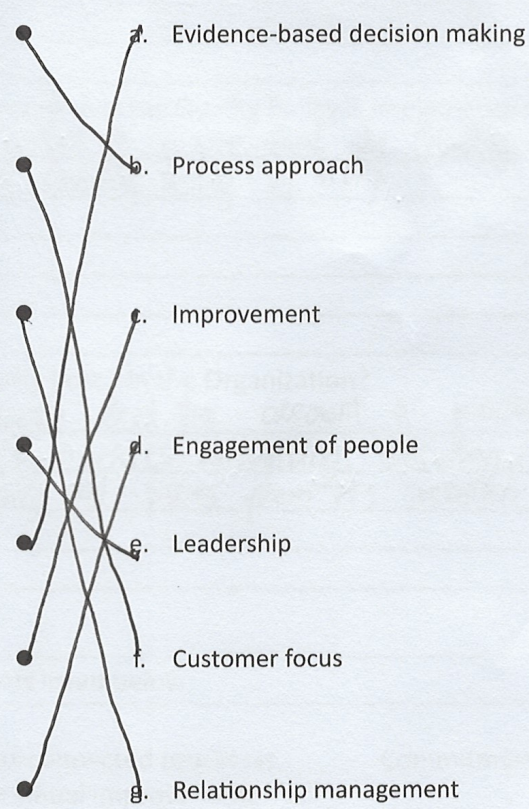 a. Evidence-based decision making
b. Process approach
c. Improvement
d. Engagement of people
e. Leadership
f. Customer focus
g. Relationship management